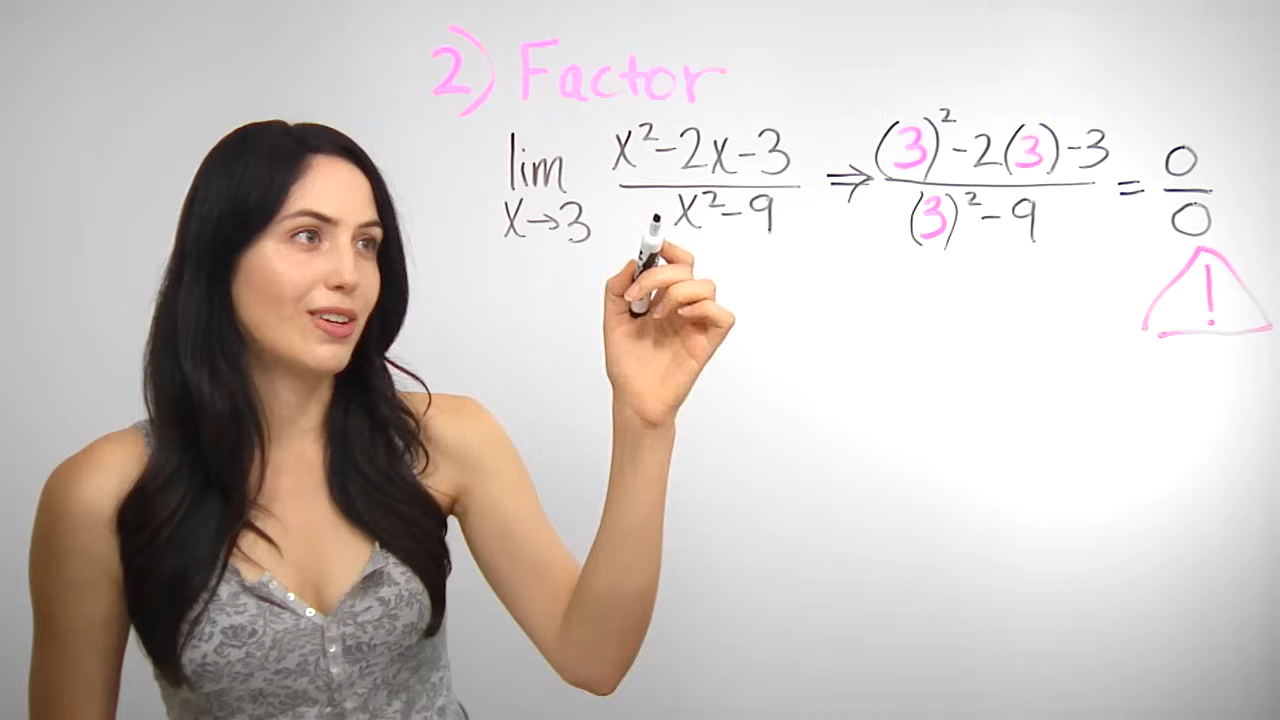 2) Factor
lim x→3 (x² - 2x - 3)/(x² - 9) ⇒ ((3)² - 2(3) - 3)/((3)² - 9) = 0/0
!